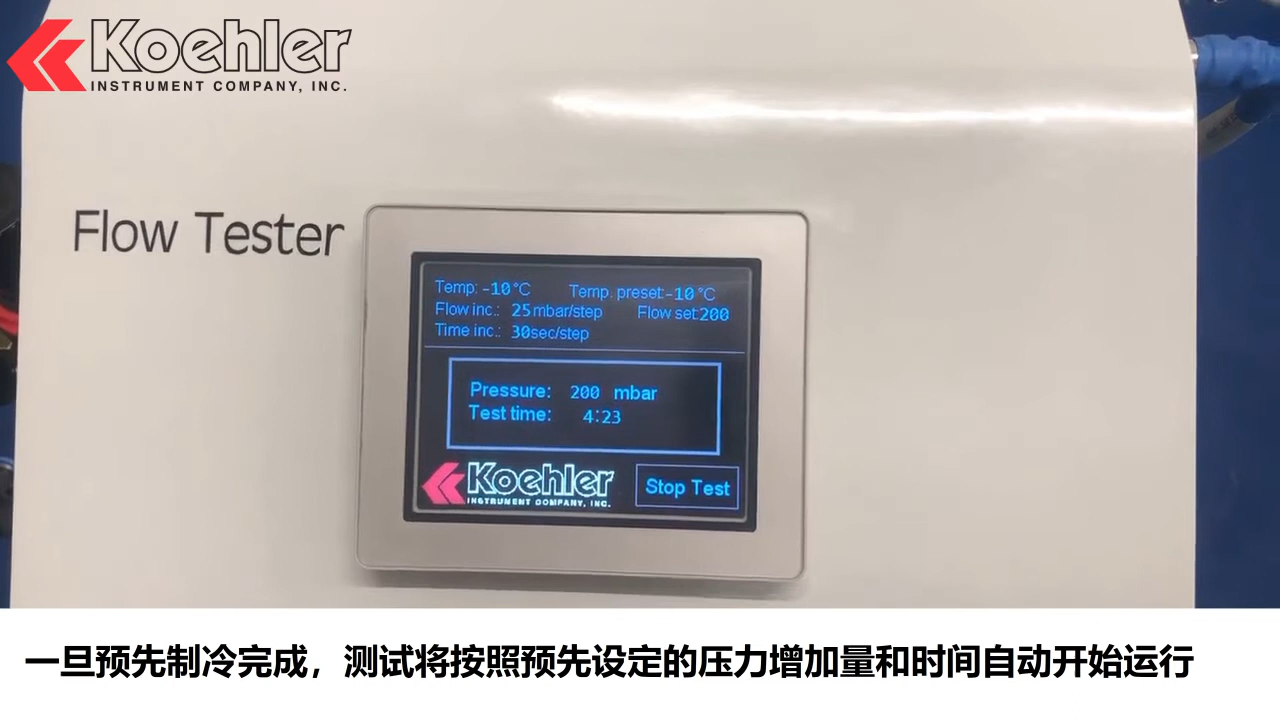 Koehler
INSTRUMENT COMPANY, INC.
Flow Tester
Temp: -10°C Temp. preset:-10°C
Flow inc.: 25mbar/step Flow set:200
Time inc.: 30sec/step
Pressure: 200 mbar
Test time: 4:23
Koehler
INSTRUMENT COMPANY, INC.
Stop Test
一旦预先制冷完成，测试将按照预先设定的压力增加量和时间自动开始运行